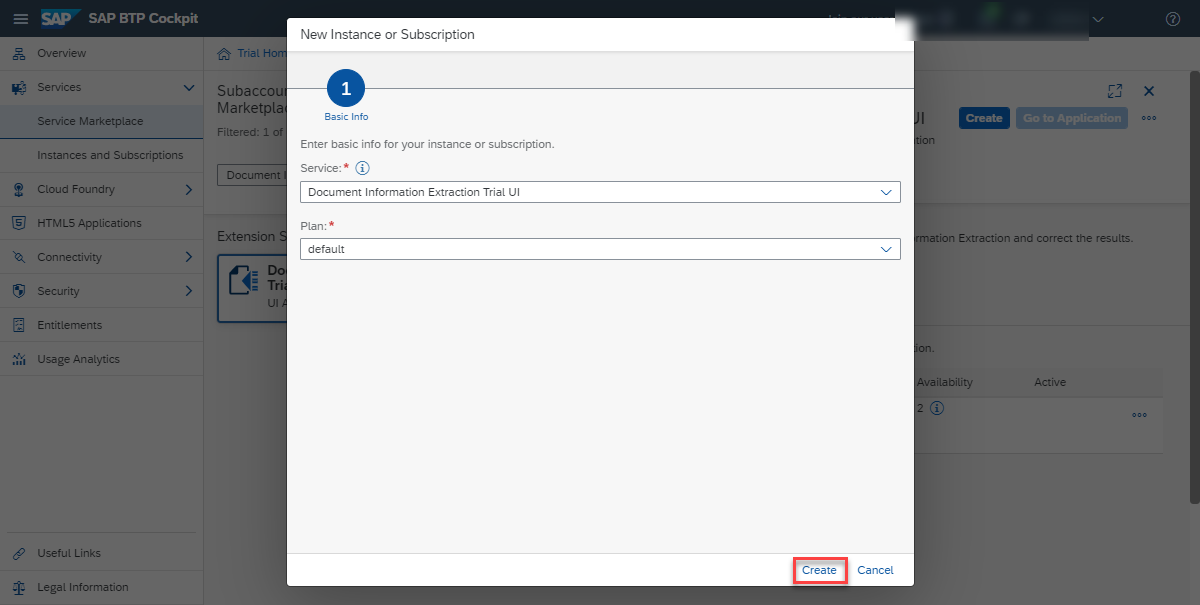 SAP SAP BTP Cockpit
Overview
Services
Service Marketplace
Instances and Subscriptions
Cloud Foundry
HTML5 Applications
Connectivity
Security
Entitlements
Usage Analytics
Useful Links
Legal Information
Trial Hom
Subaccou
Marketplac
Filtered: 1 of
Document I
Extension S
Doc
Tria
UI A
New Instance or Subscription
1
Basic Info
Enter basic info for your instance or subscription.
Service:*
Document Information Extraction Trial UI
Plan:*
default
Create Cancel
UI
Create Go to Application
ation
rmation Extraction and correct the results.
ion.
Availability Active
2